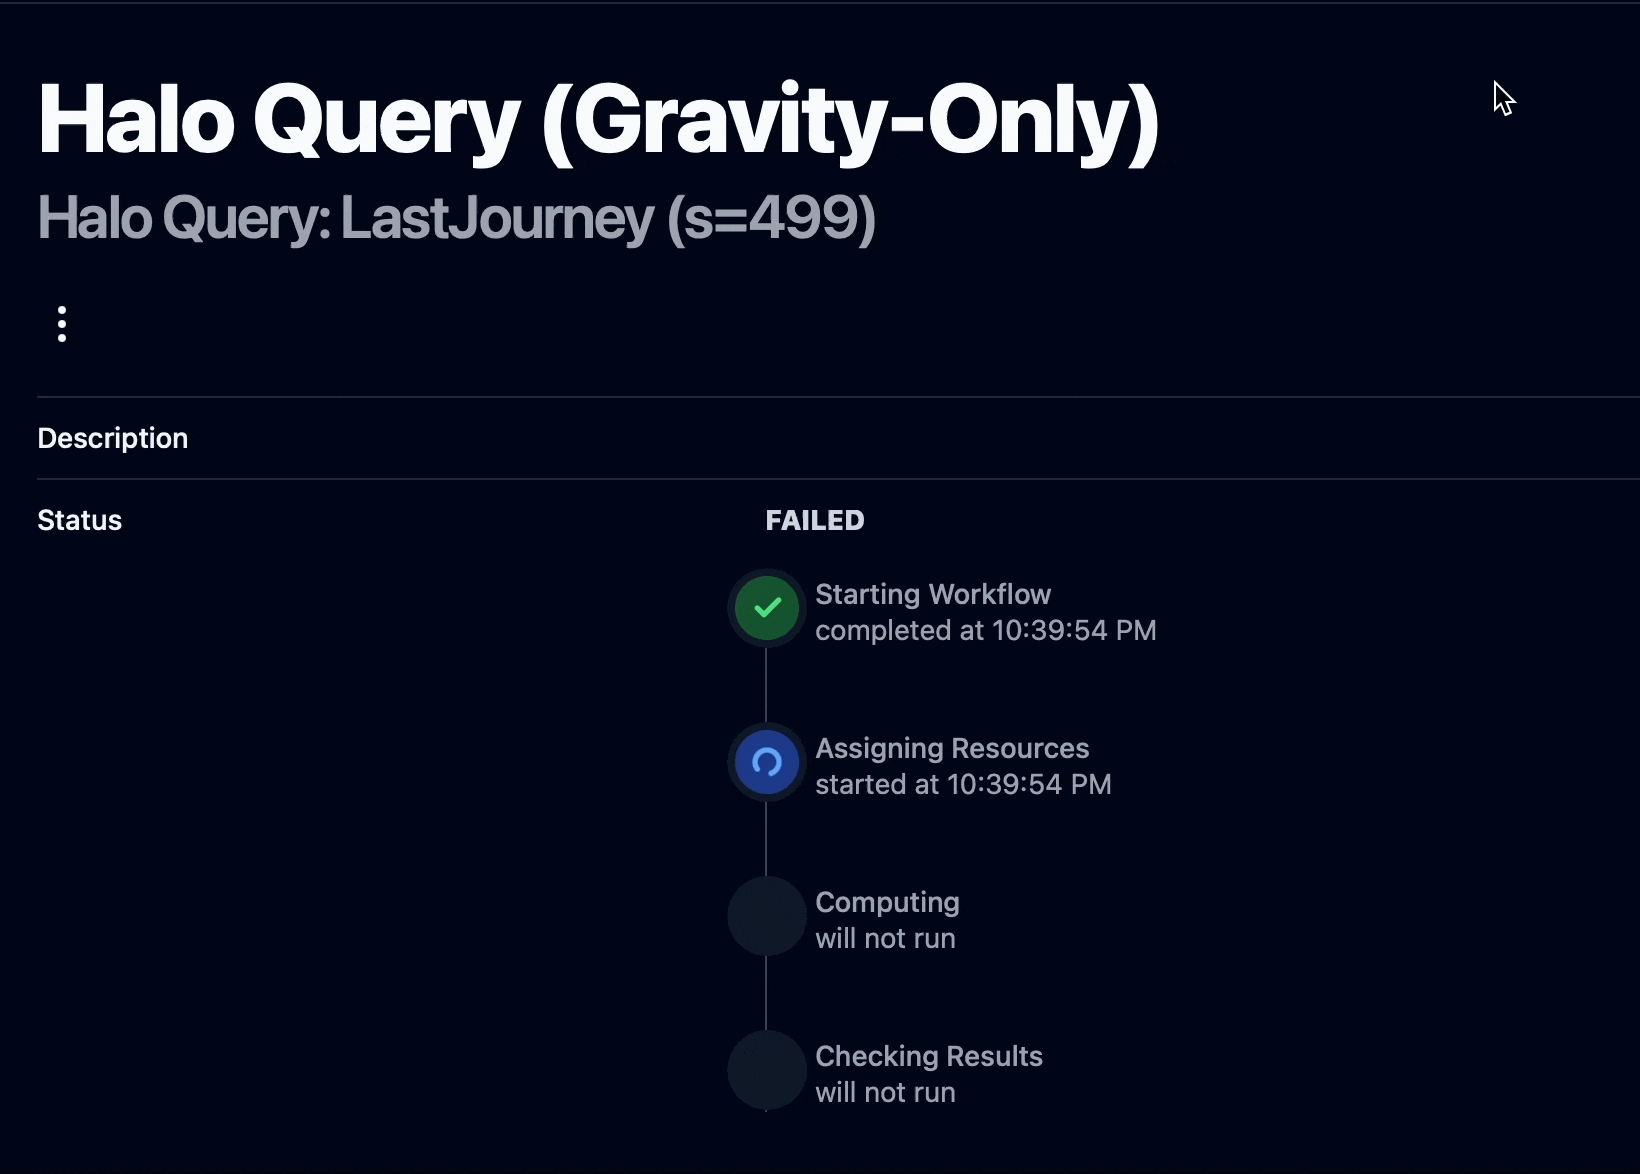 Halo Query (Gravity-Only)
Halo Query: LastJourney (s=499)
Description
Status
FAILED
Starting Workflow
completed at 10:39:54 PM
Assigning Resources
started at 10:39:54 PM
Computing
will not run
Checking Results
will not run